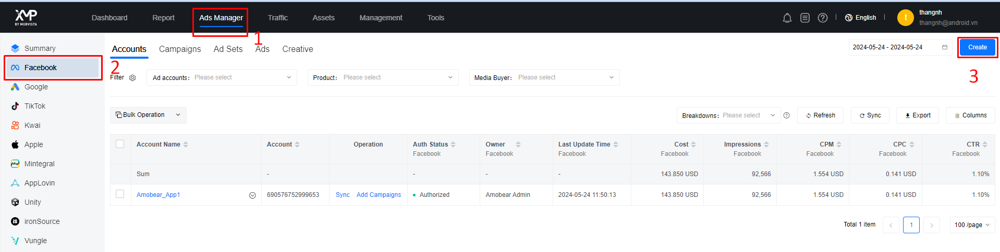 XMP
BY MOBVISTA
Dashboard Report Ads Manager Traffic Assets Management Tools
English
t
thangnh
thangnh@android.vn
1
Summary
Facebook
2
Google
TikTok
Kwai
Apple
Mintegral
AppLovin
Unity
ironSource
Vungle
Accounts Campaigns Ad Sets Ads Creative
2024-05-24 - 2024-05-24
Create
3
Filter Ad accounts: Please select Product: Please select Media Buyer: Please select
Bulk Operation Breakdowns: Please select Refresh Sync Export Columns
Account Name Account Operation Auth Status Owner Last Update Time Cost Impressions CPM CPC CTR
Facebook Facebook Facebook Facebook Facebook Facebook Facebook Facebook
Sum - - - - 143.850 USD 92,566 1.554 USD 0.141 USD 1.10%
Amobear_App1 690576752999653 Sync Add Campaigns Authorized Amobear Admin 2024-05-24 11:50:13 143.850 USD 92,566 1.554 USD 0.141 USD 1.10%
Total 1 item < 1 > 100 /page